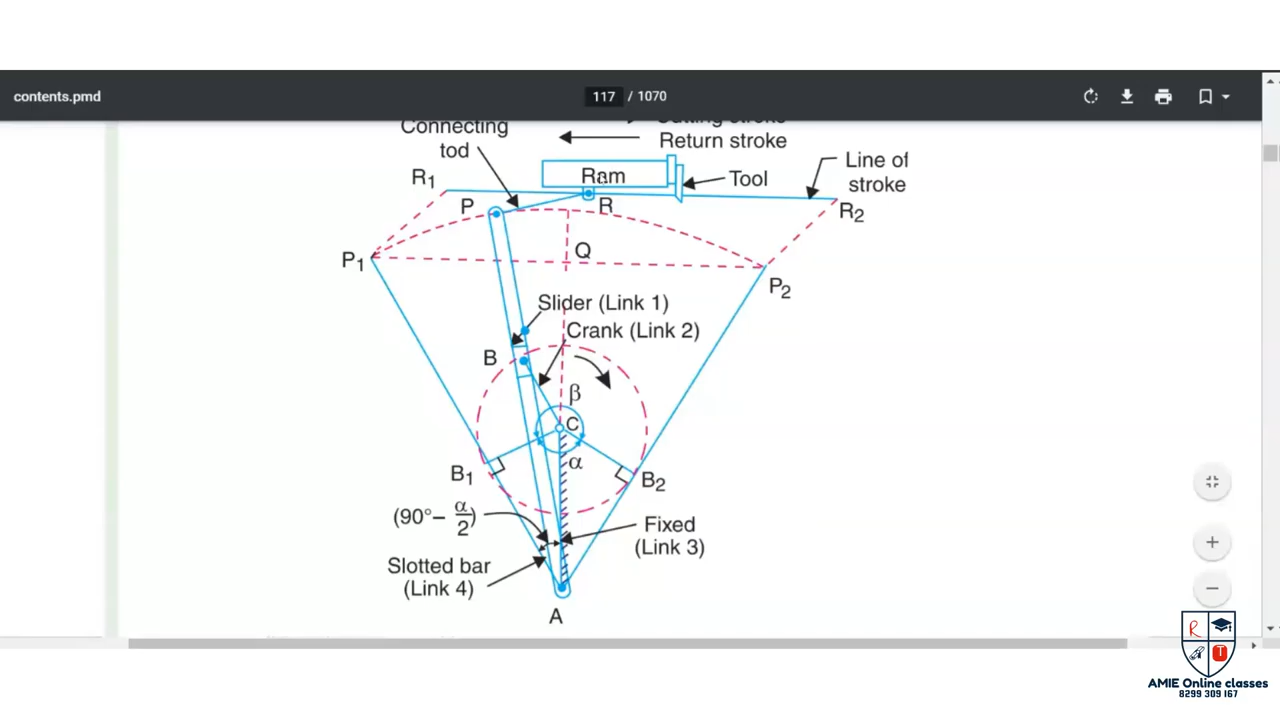 contents.pmd
117 / 1070
Cutting stroke
Connecting
tod
Return stroke
Ram
Tool
Line of
stroke
R1
P
R
R2
P1
Q
P2
Slider (Link 1)
Crank (Link 2)
B
β
C
α
B1
B2
(90°– α/2)
Fixed
(Link 3)
Slotted bar
(Link 4)
A
R
T
AMIE Online classes
8299 309 167